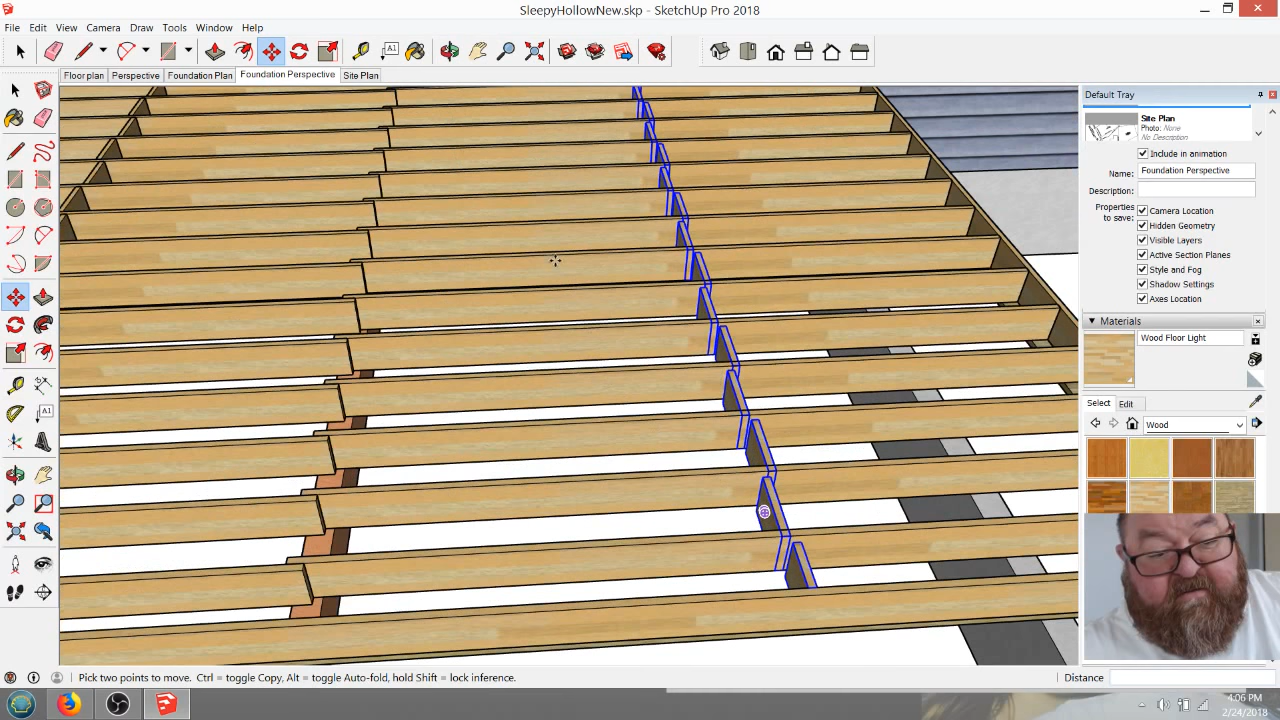 SleepyHollowNew.skp - SketchUp Pro 2018
File Edit View Camera Draw Tools Window Help
A1
Floor plan Perspective Foundation Plan Foundation Perspective Site Plan
Default Tray
Site Plan
Photo: None
No Description
Include in animation
Name: Foundation Perspective
Description:
Properties to save:
Camera Location
Hidden Geometry
Visible Layers
Active Section Planes
Style and Fog
Shadow Settings
Axes Location
Materials
Wood Floor Light
Select Edit
Wood
A1
Pick two points to move. Ctrl = toggle Copy, Alt = toggle Auto-fold, hold Shift = lock inference.
Distance
4:06 PM
2/24/2018